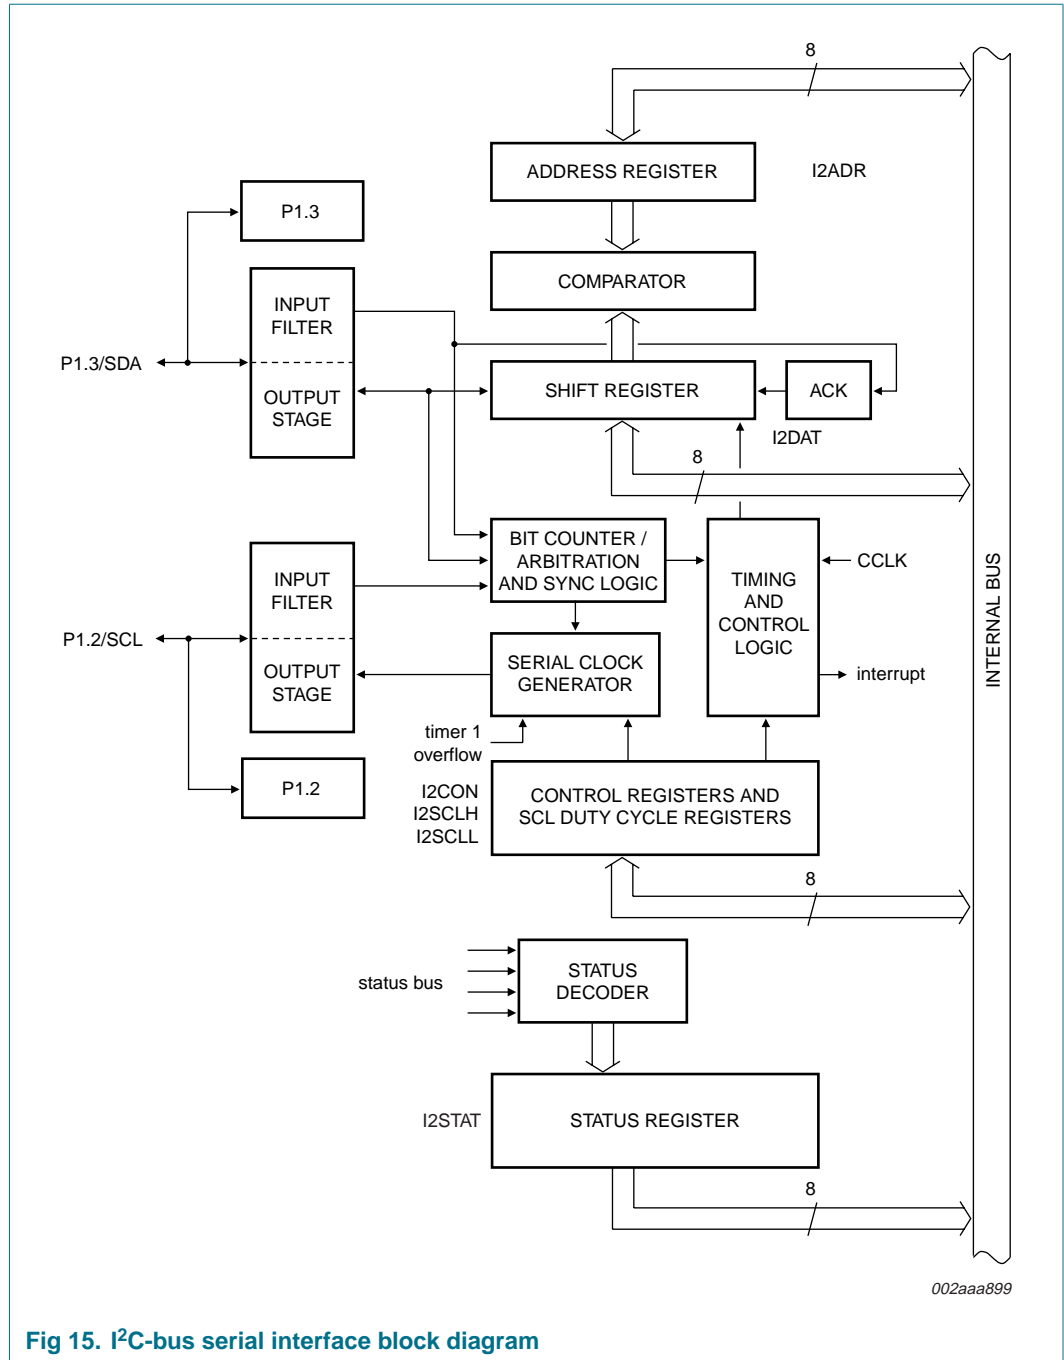 8
ADDRESS REGISTER
I2ADR
P1.3
COMPARATOR
INPUT
FILTER
P1.3/SDA
OUTPUT
STAGE
SHIFT REGISTER
ACK
I2DAT
8
BIT COUNTER /
ARBITRATION
AND SYNC LOGIC
INPUT
FILTER
TIMING
AND
CONTROL
LOGIC
CCLK
INTERNAL BUS
P1.2/SCL
OUTPUT
STAGE
SERIAL CLOCK
GENERATOR
interrupt
timer 1
overflow
P1.2
I2CON
I2SCLH
I2SCLL
CONTROL REGISTERS AND
SCL DUTY CYCLE REGISTERS
8
status bus
STATUS
DECODER
I2STAT
STATUS REGISTER
8
002aaa899
Fig 15. I²C-bus serial interface block diagram